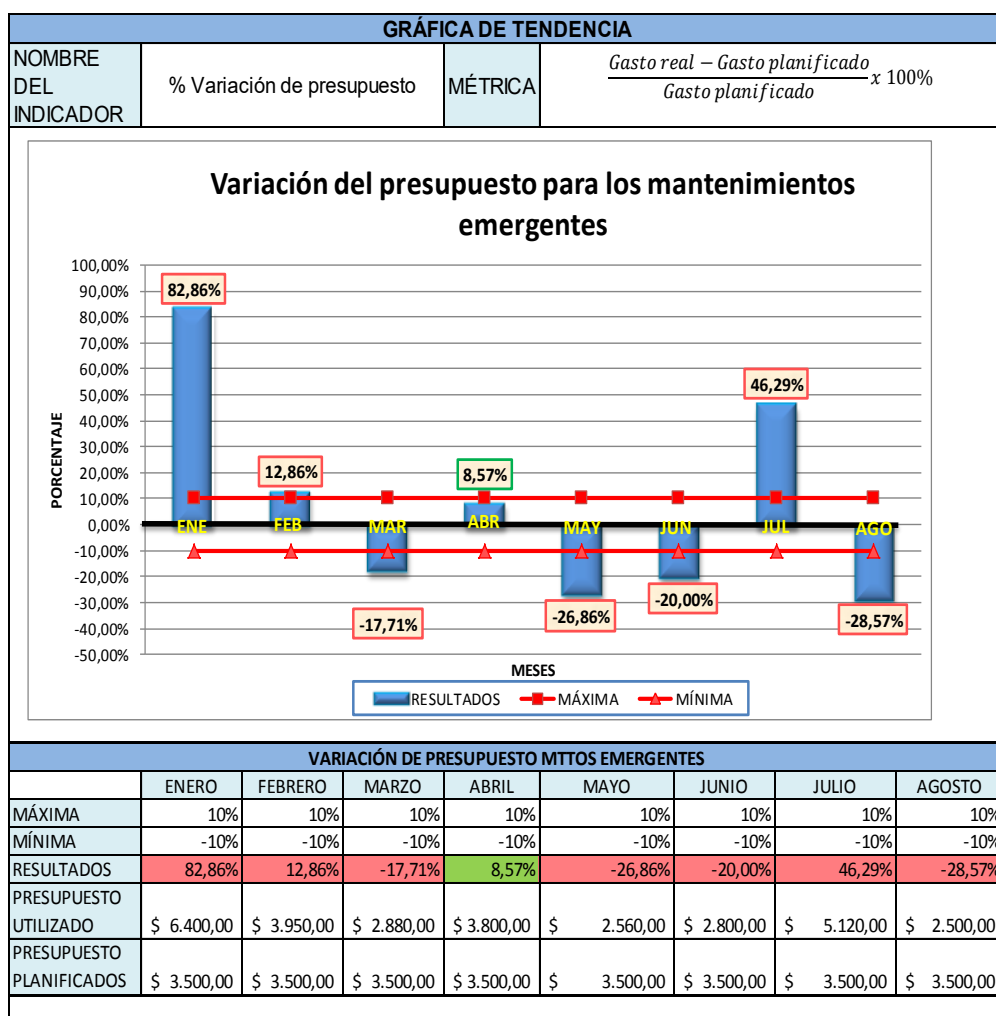 GRÁFICA DE TENDENCIA
NOMBRE
DEL
INDICADOR
% Variación de presupuesto
MÉTRICA
Gasto real − Gasto planificado
Gasto planificado
x 100%
Variación del presupuesto para los mantenimientos
emergentes
100,00%
90,00%
80,00%
70,00%
60,00%
50,00%
40,00%
30,00%
20,00%
10,00%
0,00%
-10,00%
-20,00%
-30,00%
-40,00%
-50,00%
PORCENTAJE
82,86%
12,86%
-17,71%
8,57%
-26,86%
-20,00%
46,29%
-28,57%
ENE FEB MAR ABR MAY JUN JUL AGO
MESES
RESULTADOS MÁXIMA MÍNIMA
VARIACIÓN DE PRESUPUESTO MTTOS EMERGENTES
ENERO FEBRERO MARZO ABRIL MAYO JUNIO JULIO AGOSTO
MÁXIMA 10% 10% 10% 10% 10% 10% 10% 10%
MÍNIMA -10% -10% -10% -10% -10% -10% -10% -10%
RESULTADOS 82,86% 12,86% -17,71% 8,57% -26,86% -20,00% 46,29% -28,57%
PRESUPUESTO
UTILIZADO $ 6.400,00 $ 3.950,00 $ 2.880,00 $ 3.800,00 $ 2.560,00 $ 2.800,00 $ 5.120,00 $ 2.500,00
PRESUPUESTO
PLANIFICADOS $ 3.500,00 $ 3.500,00 $ 3.500,00 $ 3.500,00 $ 3.500,00 $ 3.500,00 $ 3.500,00 $ 3.500,00